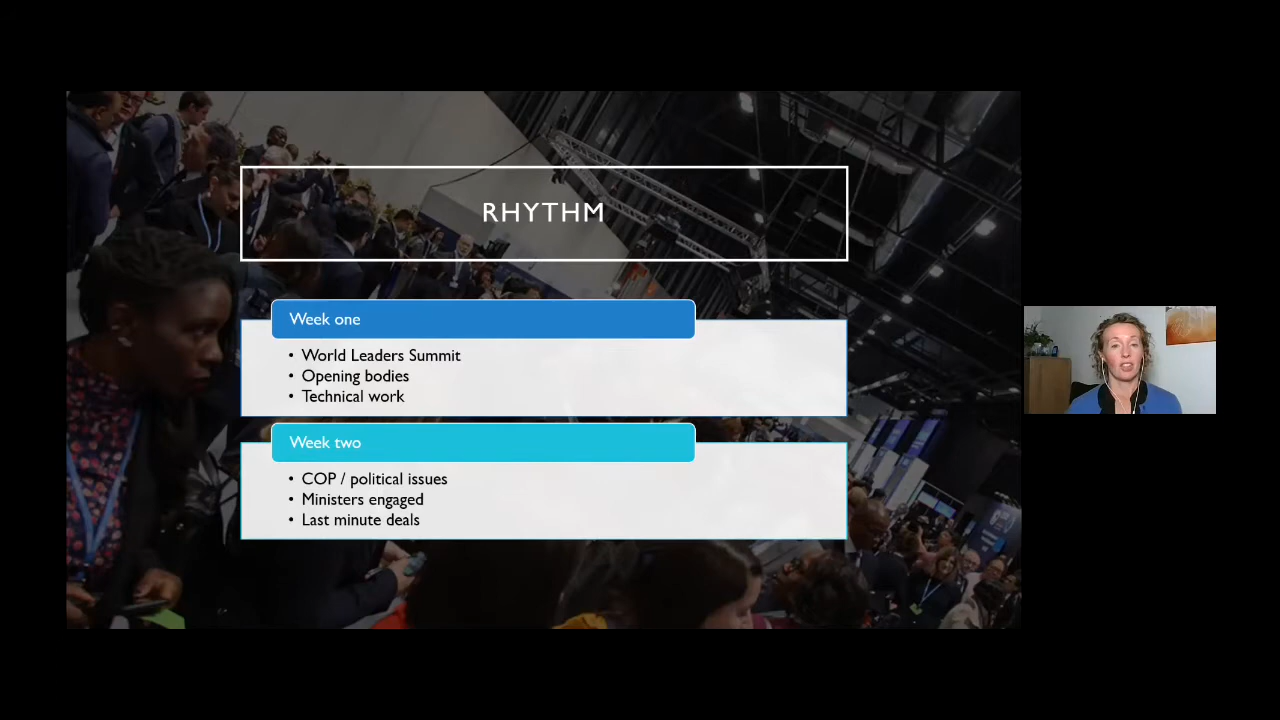 RHYTHM
Week one
• World Leaders Summit
• Opening bodies
• Technical work
Week two
• COP / political issues
• Ministers engaged
• Last minute deals